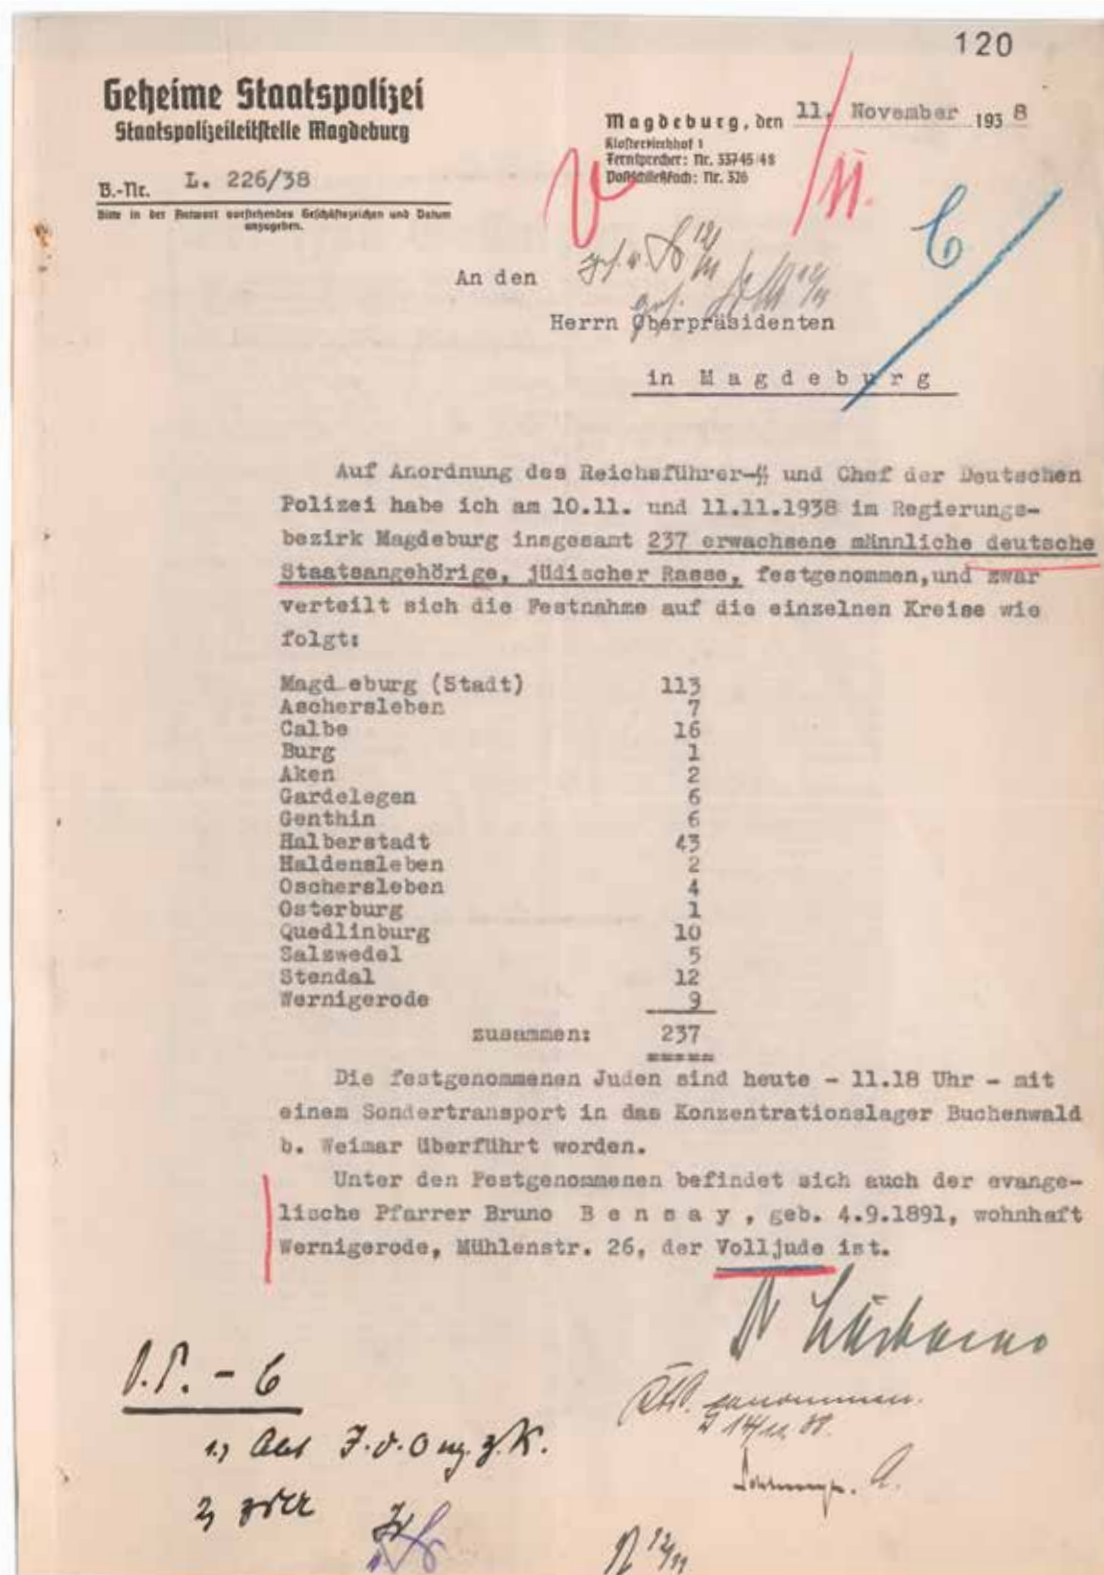 120
Geheime Staatspolizei
Staatspolizeileitstelle Magdeburg
B.-Nr. L. 226/38
Bitte in der Antwort vorstehendes Geschäftszeichen und Datum
anzugeben.
Magdeburg, den 11. November 1938
Klosterkirchhof 1
Fernsprecher: Nr. 33745/48
Postschließfach: Nr. 326
An den
Herrn Oberpräsidenten
in Magdeburg
Auf Anordnung des Reichsführer-SS und Chef der Deutschen
Polizei habe ich am 10.11. und 11.11.1938 im Regierungs-
bezirk Magdeburg insgesamt 237 erwachsene männliche deutsche
Staatsangehörige, jüdischer Rasse, festgenommen,und zwar
verteilt sich die Festnahme auf die einzelnen Kreise wie
folgt:
Magdeburg (Stadt) 113
Aschersleben 7
Calbe 16
Burg 1
Aken 2
Gardelegen 6
Genthin 6
Halberstadt 43
Haldensleben 2
Oschersleben 4
Osterburg 1
Quedlinburg 10
Salzwedel 5
Stendal 12
Wernigerode 9
zusammen: 237
=====
Die festgenommenen Juden sind heute - 11.18 Uhr - mit
einem Sondertransport in das Konzentrationslager Buchenwald
b. Weimar überführt worden.
Unter den Festgenommenen befindet sich auch der evange-
lische Pfarrer Bruno Bensay, geb. 4.9.1891, wohnhaft
Wernigerode, Mühlenstr. 26, der Volljude ist.